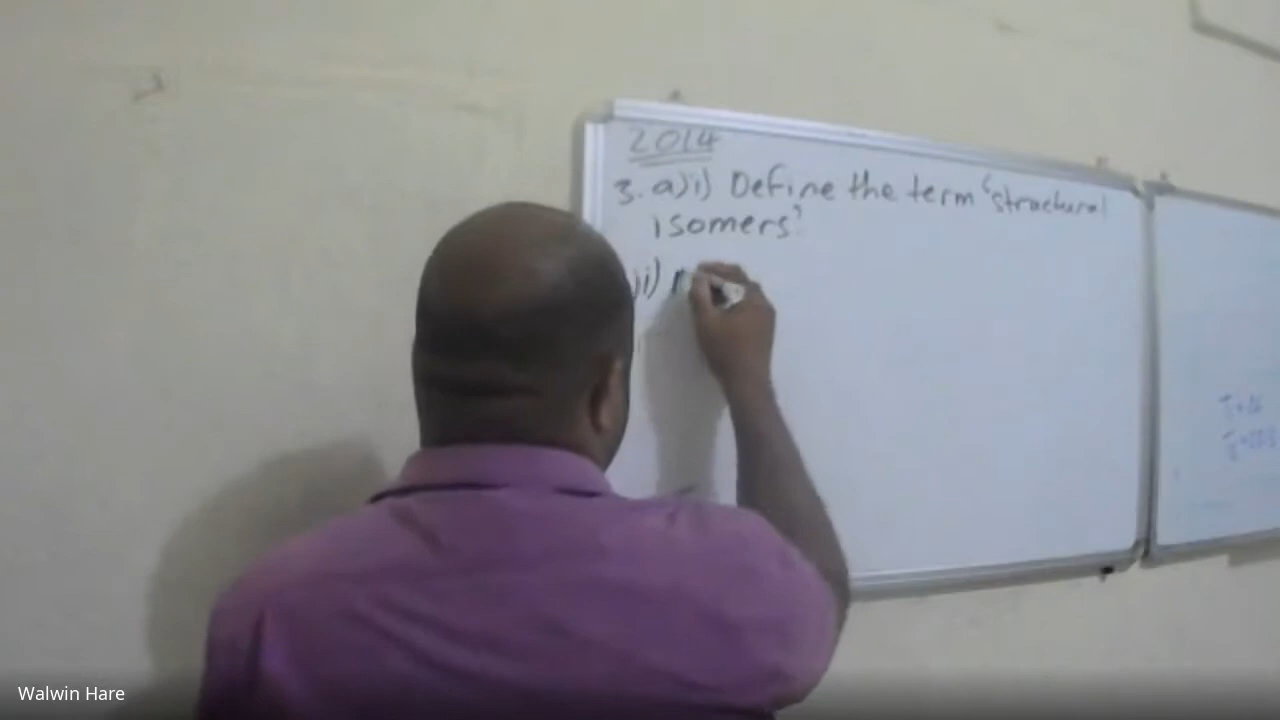 2014
3. a)i) Define the term 'structural
isomers'
ii)
Walwin Hare